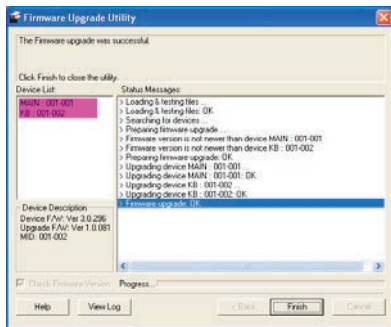 Firmware Upgrade Utility
The Firmware upgrade was successful.
Click Finish to close the utility.
Device List:
MAIN : 001-001
KB : 001-002
Status Messages:
> Loading & testing files ...
> Loading & testing files: OK
> Searching for devices ...
> Preparing firmware upgrade ...
> Firmware version is not newer than device MAIN : 001-001
> Firmware version is not newer than device KB : 001-002
> Preparing firmware upgrade: OK
> Upgrading device MAIN : 001-001 ...
> Upgrading device MAIN : 001-001: OK
> Upgrading device KB : 001-002 ...
> Upgrading device KB : 001-002: OK
> Firmware upgrade: OK
Device Description
Device F/W: Ver 3.0.296
Upgrade F/W: Ver 1.0.081
MID: 001-002
Check Firmware Version
Progress...
Help
View Log
< Back
Finish
Cancel